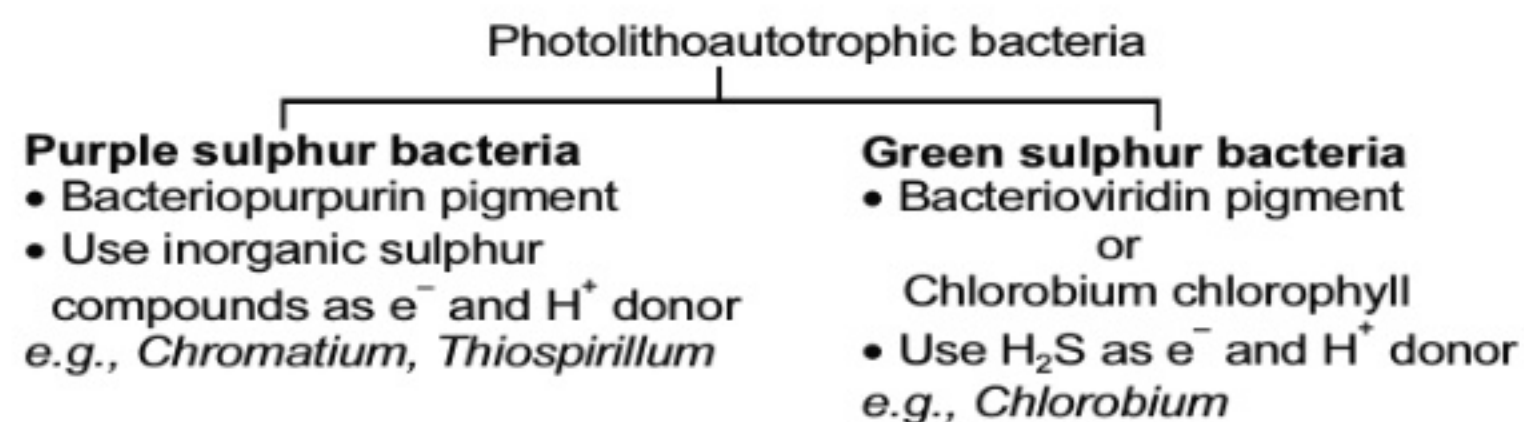 Photolithoautotrophic bacteria
Purple sulphur bacteria
• Bacteriopurpurin pigment
• Use inorganic sulphur
compounds as e⁻ and H⁺ donor
e.g., Chromatium, Thiospirillum
Green sulphur bacteria
• Bacterioviridin pigment
or
Chlorobium chlorophyll
• Use H₂S as e⁻ and H⁺ donor
e.g., Chlorobium